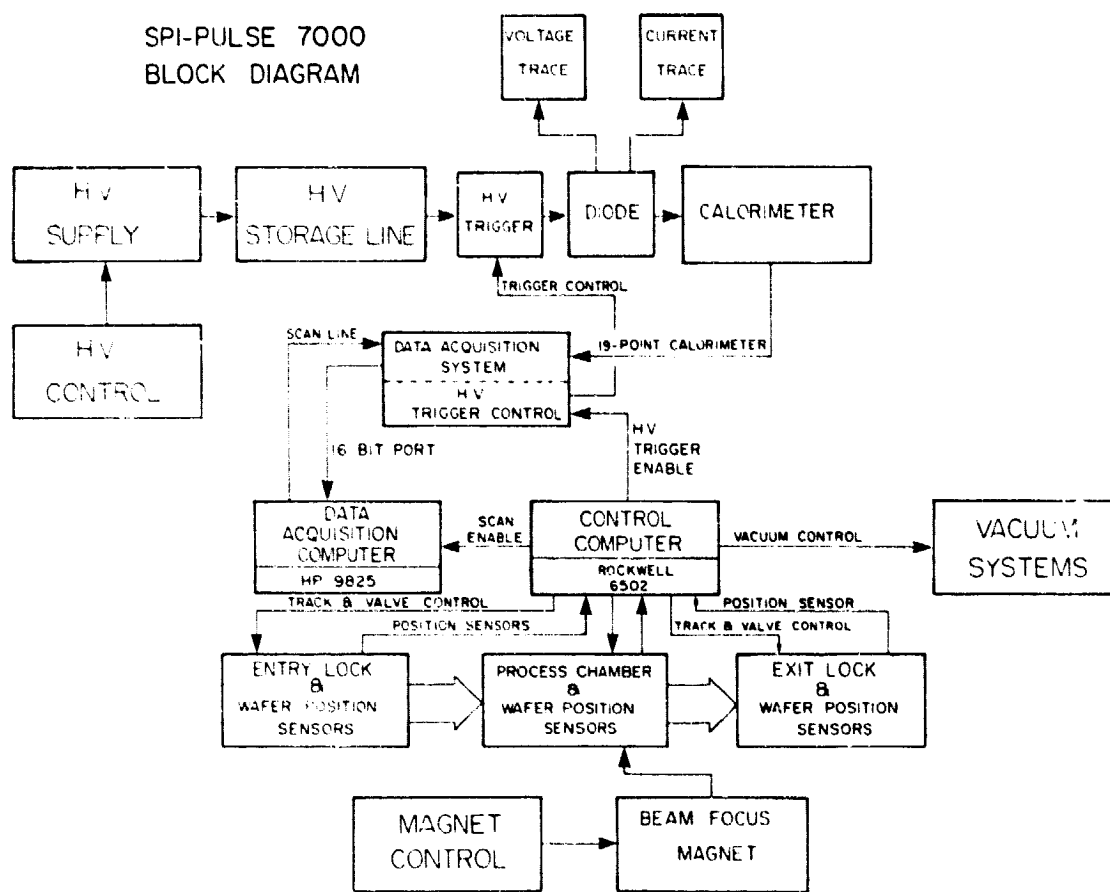 SPI-PULSE 7000
BLOCK DIAGRAM
VOLTAGE
TRACE
CURRENT
TRACE
HV
SUPPLY
HV
STORAGE LINE
HV
TRIGGER
DIODE
CALORIMETER
TRIGGER CONTROL
HV
CONTROL
SCAN LINE
DATA ACQUISITION
SYSTEM
HV
TRIGGER CONTROL
19-POINT CALORIMETER
16 BIT PORT
HV
TRIGGER
ENABLE
DATA
ACQUISITION
COMPUTER
HP 9825
SCAN
ENABLE
CONTROL
COMPUTER
ROCKWELL
6502
VACUUM CONTROL
VACUUM
SYSTEMS
TRACK & VALVE CONTROL
POSITION SENSORS
POSITION SENSOR
TRACK & VALVE CONTROL
ENTRY LOCK
&
WAFER POSITION
SENSORS
PROCESS CHAMBER
&
WAFER POSITION
SENSORS
EXIT LOCK
&
WAFER POSITION
SENSORS
MAGNET
CONTROL
BEAM FOCUS
MAGNET